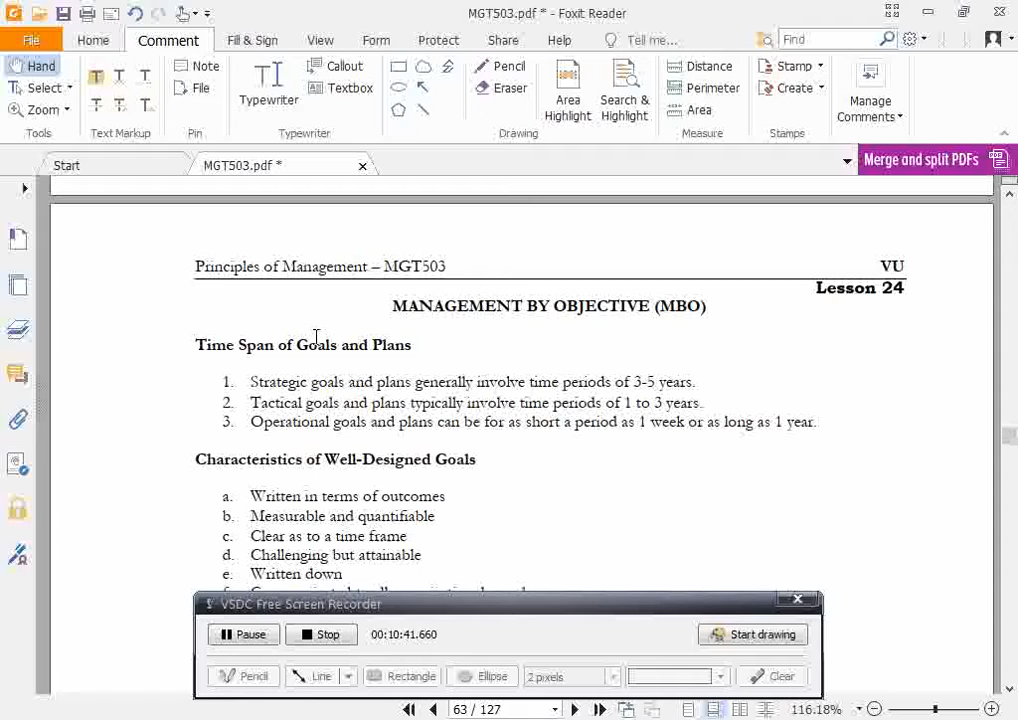 MGT503.pdf * - Foxit Reader
File Home Comment Fill & Sign View Form Protect Share Help Tell me... Find
Hand Note Callout Pencil Distance Stamp
Select File Typewriter Textbox Eraser Area Highlight Search & Highlight Perimeter Create Manage Comments
Zoom Area
Tools Text Markup Pin Typewriter Drawing Measure Stamps
Start MGT503.pdf * Merge and split PDFs
Principles of Management – MGT503 VU
Lesson 24
MANAGEMENT BY OBJECTIVE (MBO)
Time Span of Goals and Plans
1. Strategic goals and plans generally involve time periods of 3-5 years.
2. Tactical goals and plans typically involve time periods of 1 to 3 years.
3. Operational goals and plans can be for as short a period as 1 week or as long as 1 year.
Characteristics of Well-Designed Goals
a. Written in terms of outcomes
b. Measurable and quantifiable
c. Clear as to a time frame
d. Challenging but attainable
e. Written down
VSDC Free Screen Recorder
Pause Stop 00:10:41.660 Start drawing
Pencil Line Rectangle Ellipse 2 pixels Clear
63 / 127 116.18%